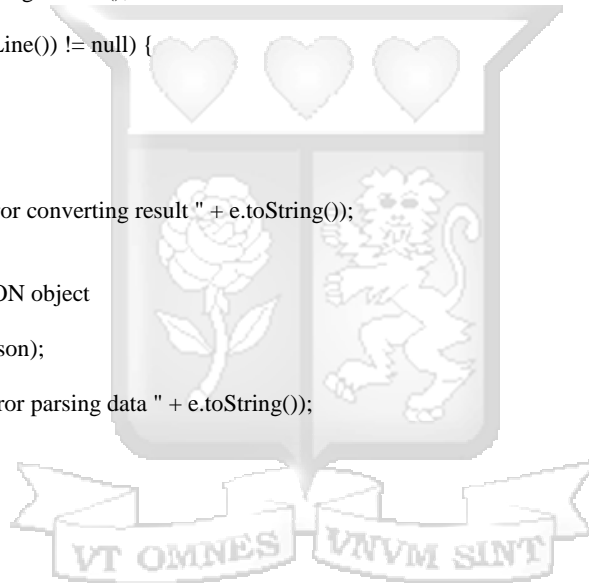 Line()) != null) {
ror converting result " + e.toString());
ON object
son);
ror parsing data " + e.toString());
VT OMNES VNVM SINT